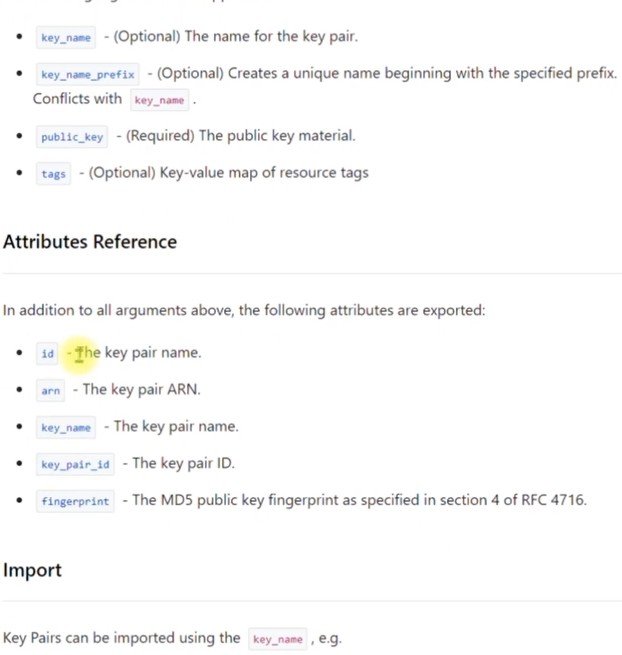 key_name - (Optional) The name for the key pair.
key_name_prefix - (Optional) Creates a unique name beginning with the specified prefix.
Conflicts with key_name .
public_key - (Required) The public key material.
tags - (Optional) Key-value map of resource tags
Attributes Reference
In addition to all arguments above, the following attributes are exported:
id - The key pair name.
arn - The key pair ARN.
key_name - The key pair name.
key_pair_id - The key pair ID.
fingerprint - The MD5 public key fingerprint as specified in section 4 of RFC 4716.
Import
Key Pairs can be imported using the key_name , e.g.